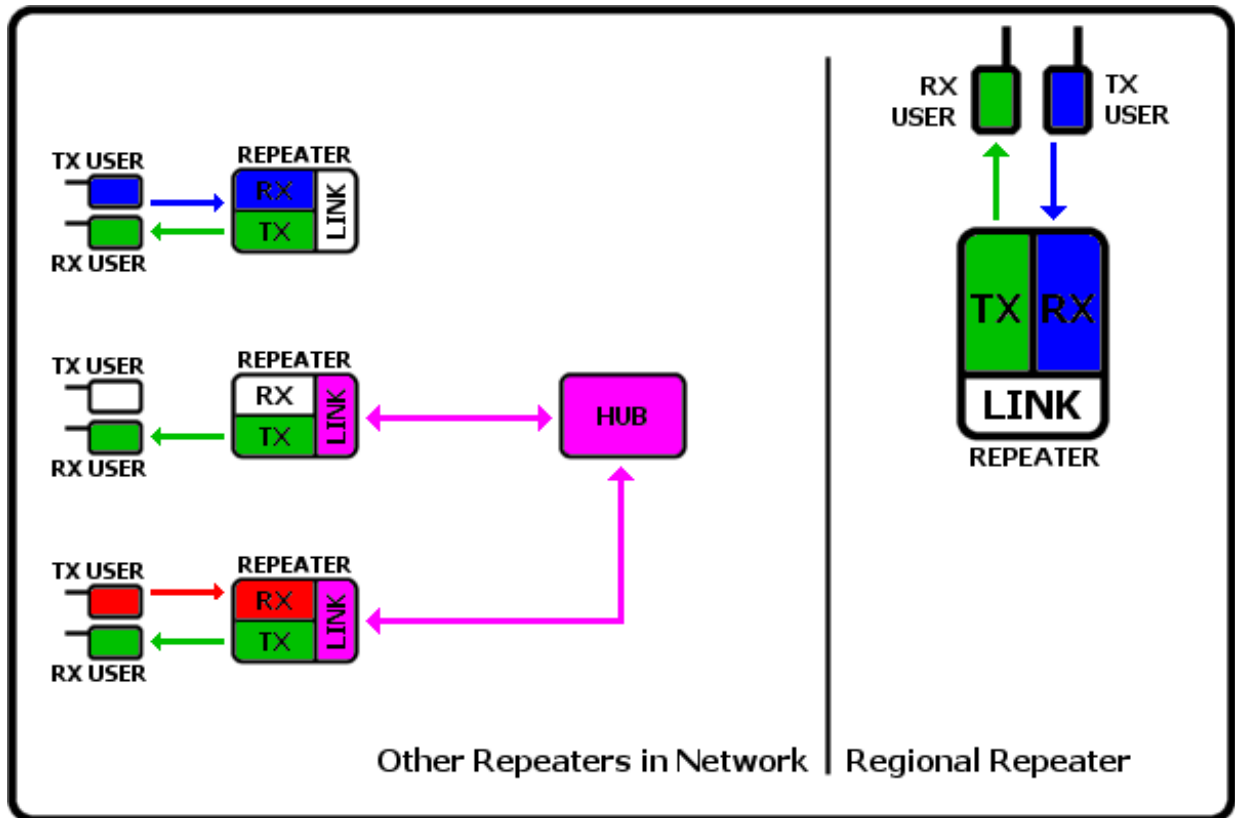 TX USER
REPEATER
RX
TX
LINK
RX USER
TX USER
REPEATER
RX
TX
LINK
RX USER
HUB
TX USER
REPEATER
RX
TX
LINK
RX USER
Other Repeaters in Network
RX
USER
TX
USER
TX RX
LINK
REPEATER
Regional Repeater